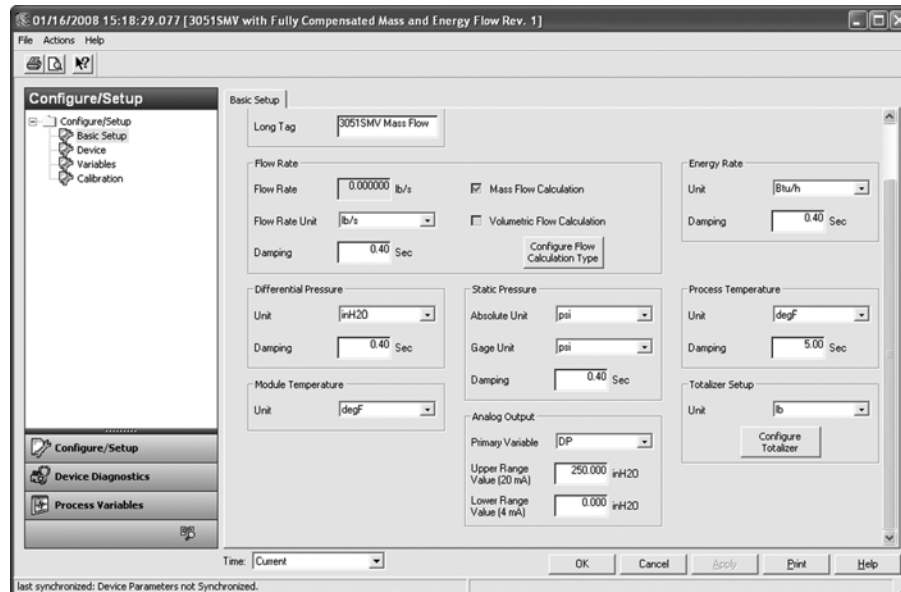 01/16/2008 15:18:29.077 [3051SMV with Fully Compensated Mass and Energy Flow Rev. 1]
File Actions Help
Configure/Setup
Configure/Setup
Basic Setup
Device
Variables
Calibration
Configure/Setup
Device Diagnostics
Process Variables
Basic Setup
Long Tag 3051SMV Mass Flow
Flow Rate
Flow Rate 0.000000 lb/s
Mass Flow Calculation
Flow Rate Unit lb/s
Volumetric Flow Calculation
Damping 0.40 Sec
Configure Flow
Calculation Type
Energy Rate
Unit Btu/h
Damping 0.40 Sec
Differential Pressure
Unit inH2O
Damping 0.40 Sec
Static Pressure
Absolute Unit psi
Gage Unit psi
Damping 0.40 Sec
Process Temperature
Unit degF
Damping 5.00 Sec
Module Temperature
Unit degF
Analog Output
Primary Variable DP
Upper Range
Value (20 mA) 250.000 inH2O
Lower Range
Value (4 mA) 0.000 inH2O
Totalizer Setup
Unit lb
Configure
Totalizer
Time: Current
OK Cancel Apply Print Help
last synchronized: Device Parameters not Synchronized.